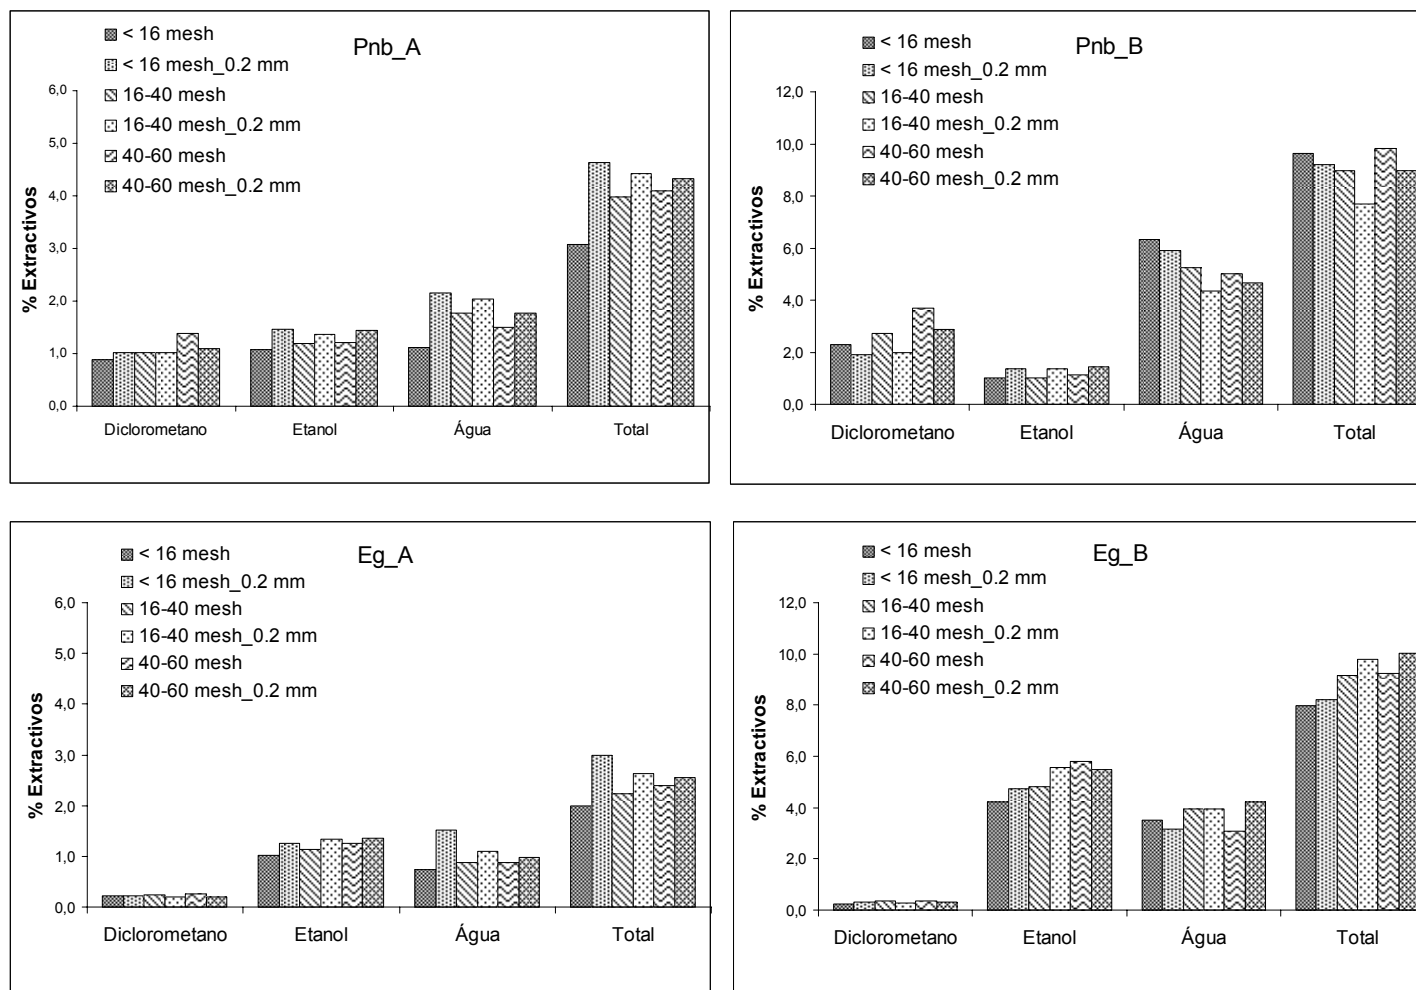 Pnb_A
< 16 mesh
< 16 mesh_0.2 mm
16-40 mesh
16-40 mesh_0.2 mm
40-60 mesh
40-60 mesh_0.2 mm
% Extractivos
6,0
5,0
4,0
3,0
2,0
1,0
0,0
Diclorometano Etanol Água Total
Pnb_B
< 16 mesh
< 16 mesh_0.2 mm
16-40 mesh
16-40 mesh_0.2 mm
40-60 mesh
40-60 mesh_0.2 mm
% Extractivos
12,0
10,0
8,0
6,0
4,0
2,0
0,0
Diclorometano Etanol Água Total
Eg_A
< 16 mesh
< 16 mesh_0.2 mm
16-40 mesh
16-40 mesh_0.2 mm
40-60 mesh
40-60 mesh_0.2 mm
% Extractivos
6,0
5,0
4,0
3,0
2,0
1,0
0,0
Diclorometano Etanol Água Total
Eg_B
< 16 mesh
< 16 mesh_0.2 mm
16-40 mesh
16-40 mesh_0.2 mm
40-60 mesh
40-60 mesh_0.2 mm
% Extractivos
12,0
10,0
8,0
6,0
4,0
2,0
0,0
Diclorometano Etanol Água Total